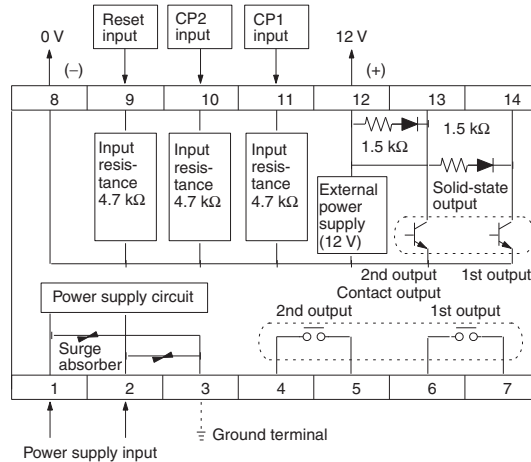 0 V
Reset
input
CP2
input
CP1
input
12 V
(−)
(+)
8 9 10 11 12 13 14
1.5 kΩ
1.5 kΩ
Input
resis-
tance
4.7 kΩ
Input
resis-
tance
4.7 kΩ
Input
resis-
tance
4.7 kΩ
External
power
supply
(12 V)
Solid-state
output
2nd output
1st output
Contact output
Power supply circuit
2nd output
1st output
Surge
absorber
1 2 3 4 5 6 7
Ground terminal
Power supply input